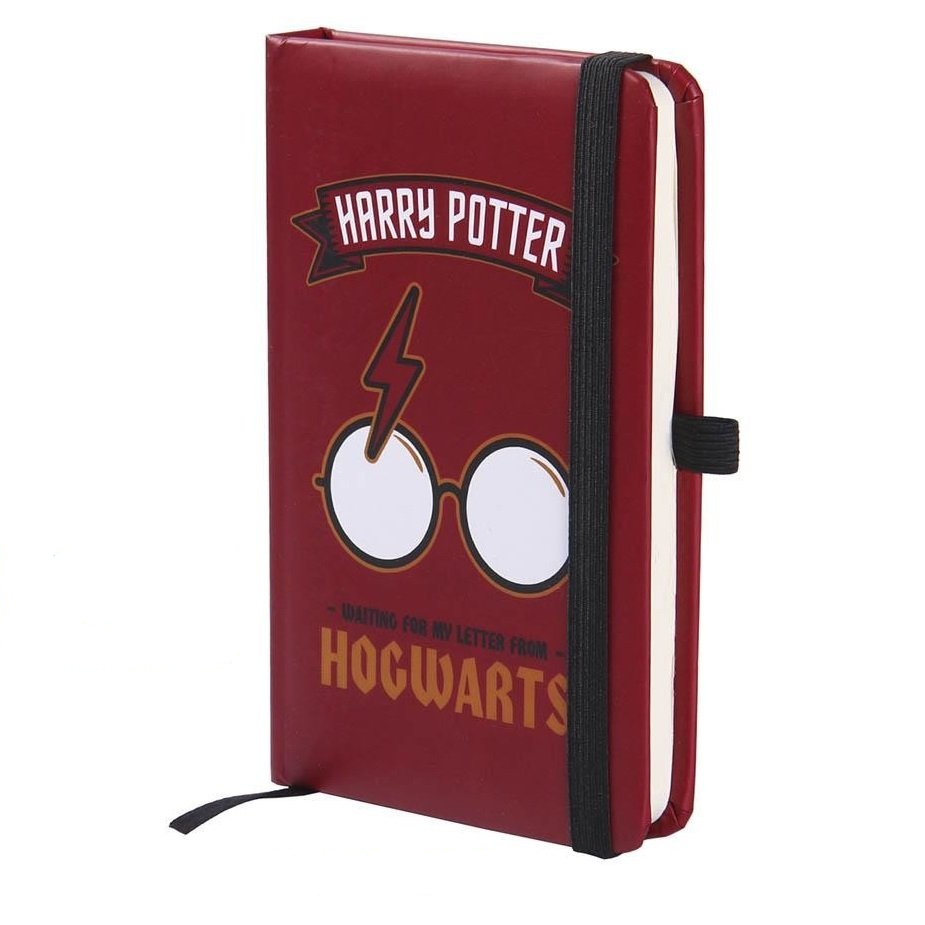 HARRY POTTER
- WAITING FOR MY LETTER FROM -
HOGWARTS